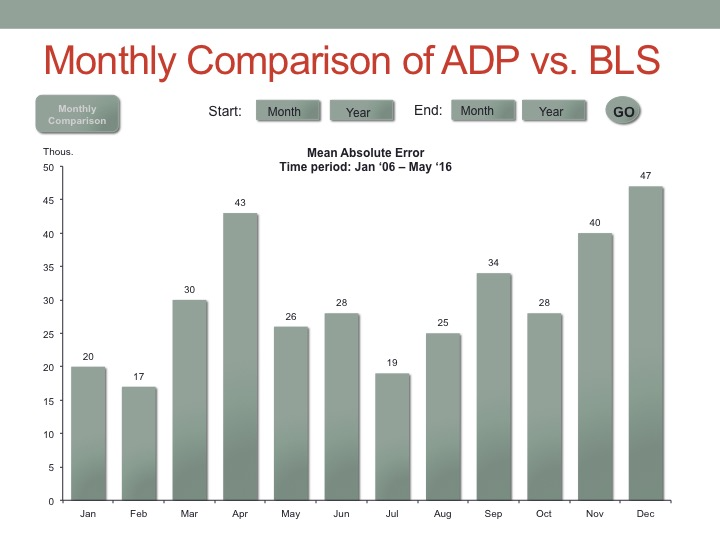 Monthly Comparison of ADP vs. BLS
Monthly
Comparison
Start: Month Year End: Month Year GO
Thous.
Mean Absolute Error
Time period: Jan ‘06 – May ‘16
50
45
40
35
30
25
20
15
10
5
0
20 17 30 43 26 28 19 25 34 28 40 47
Jan Feb Mar Apr May Jun Jul Aug Sep Oct Nov Dec